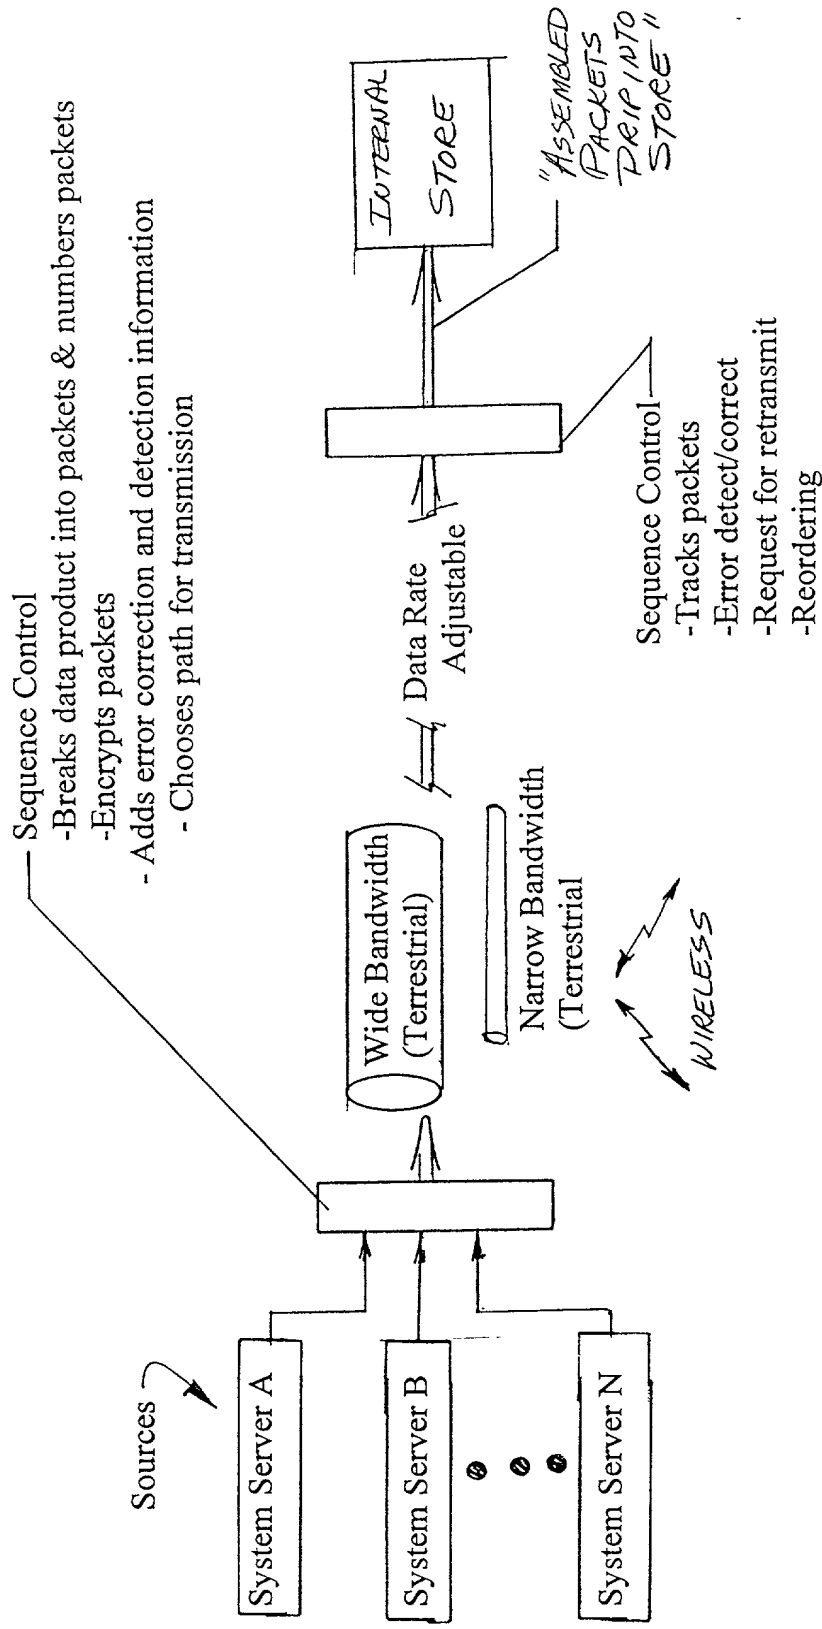 Sequence Control
-Breaks data product into packets & numbers packets
-Encrypts packets
- Adds error correction and detection information
- Chooses path for transmission
Sources
System Server A
System Server B
System Server N
Wide Bandwidth
(Terrestrial)
Narrow Bandwidth
(Terrestrial
WIRELESS
Data Rate
Adjustable
Sequence Control
-Tracks packets
-Error detect/correct
-Request for retransmit
-Reordering
INTERNAL
STORE
"ASSEMBLED
PACKETS
DRIP INTO
STORE"